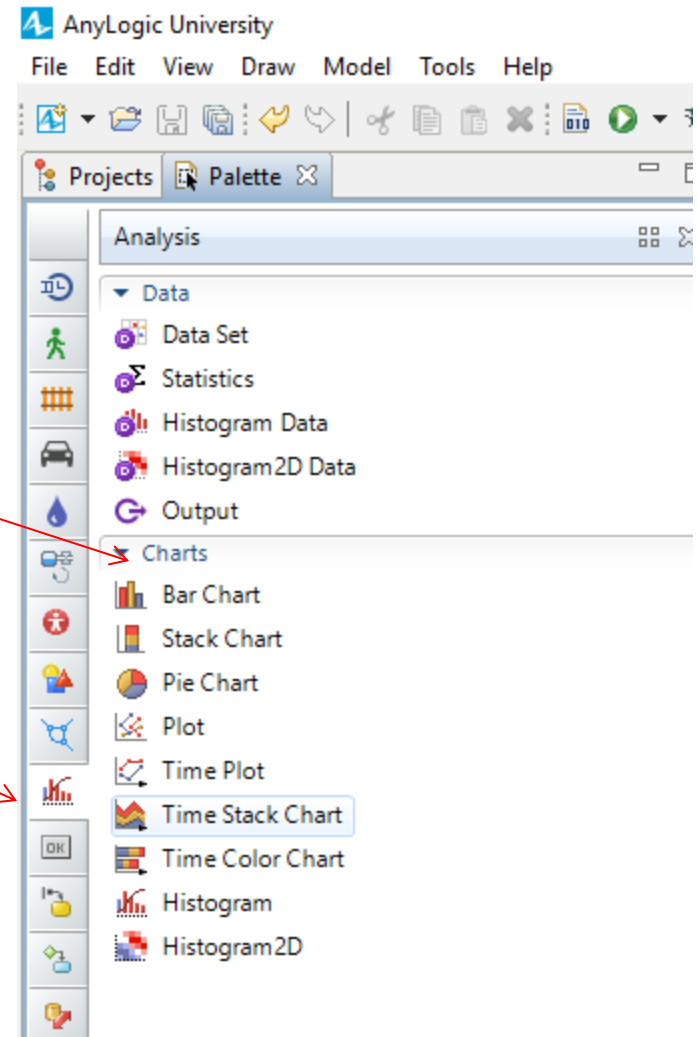 AnyLogic University
File Edit View Draw Model Tools Help
010
Projects Palette
Analysis
Data
Data Set
Statistics
Histogram Data
Histogram2D Data
Output
Charts
Bar Chart
Stack Chart
Pie Chart
Plot
Time Plot
Time Stack Chart
Time Color Chart
OK
Histogram
Histogram2D